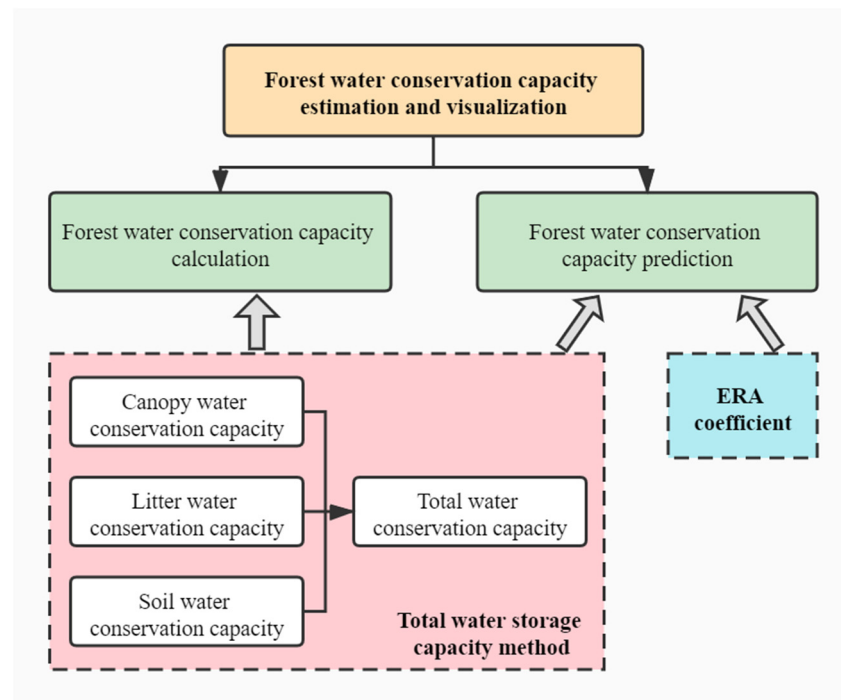 Forest water conservation capacity
estimation and visualization
Forest water conservation capacity
calculation
Forest water conservation
capacity prediction
Canopy water
conservation capacity
Litter water
conservation capacity
Soil water
conservation capacity
Total water
conservation capacity
Total water storage
capacity method
ERA
coefficient